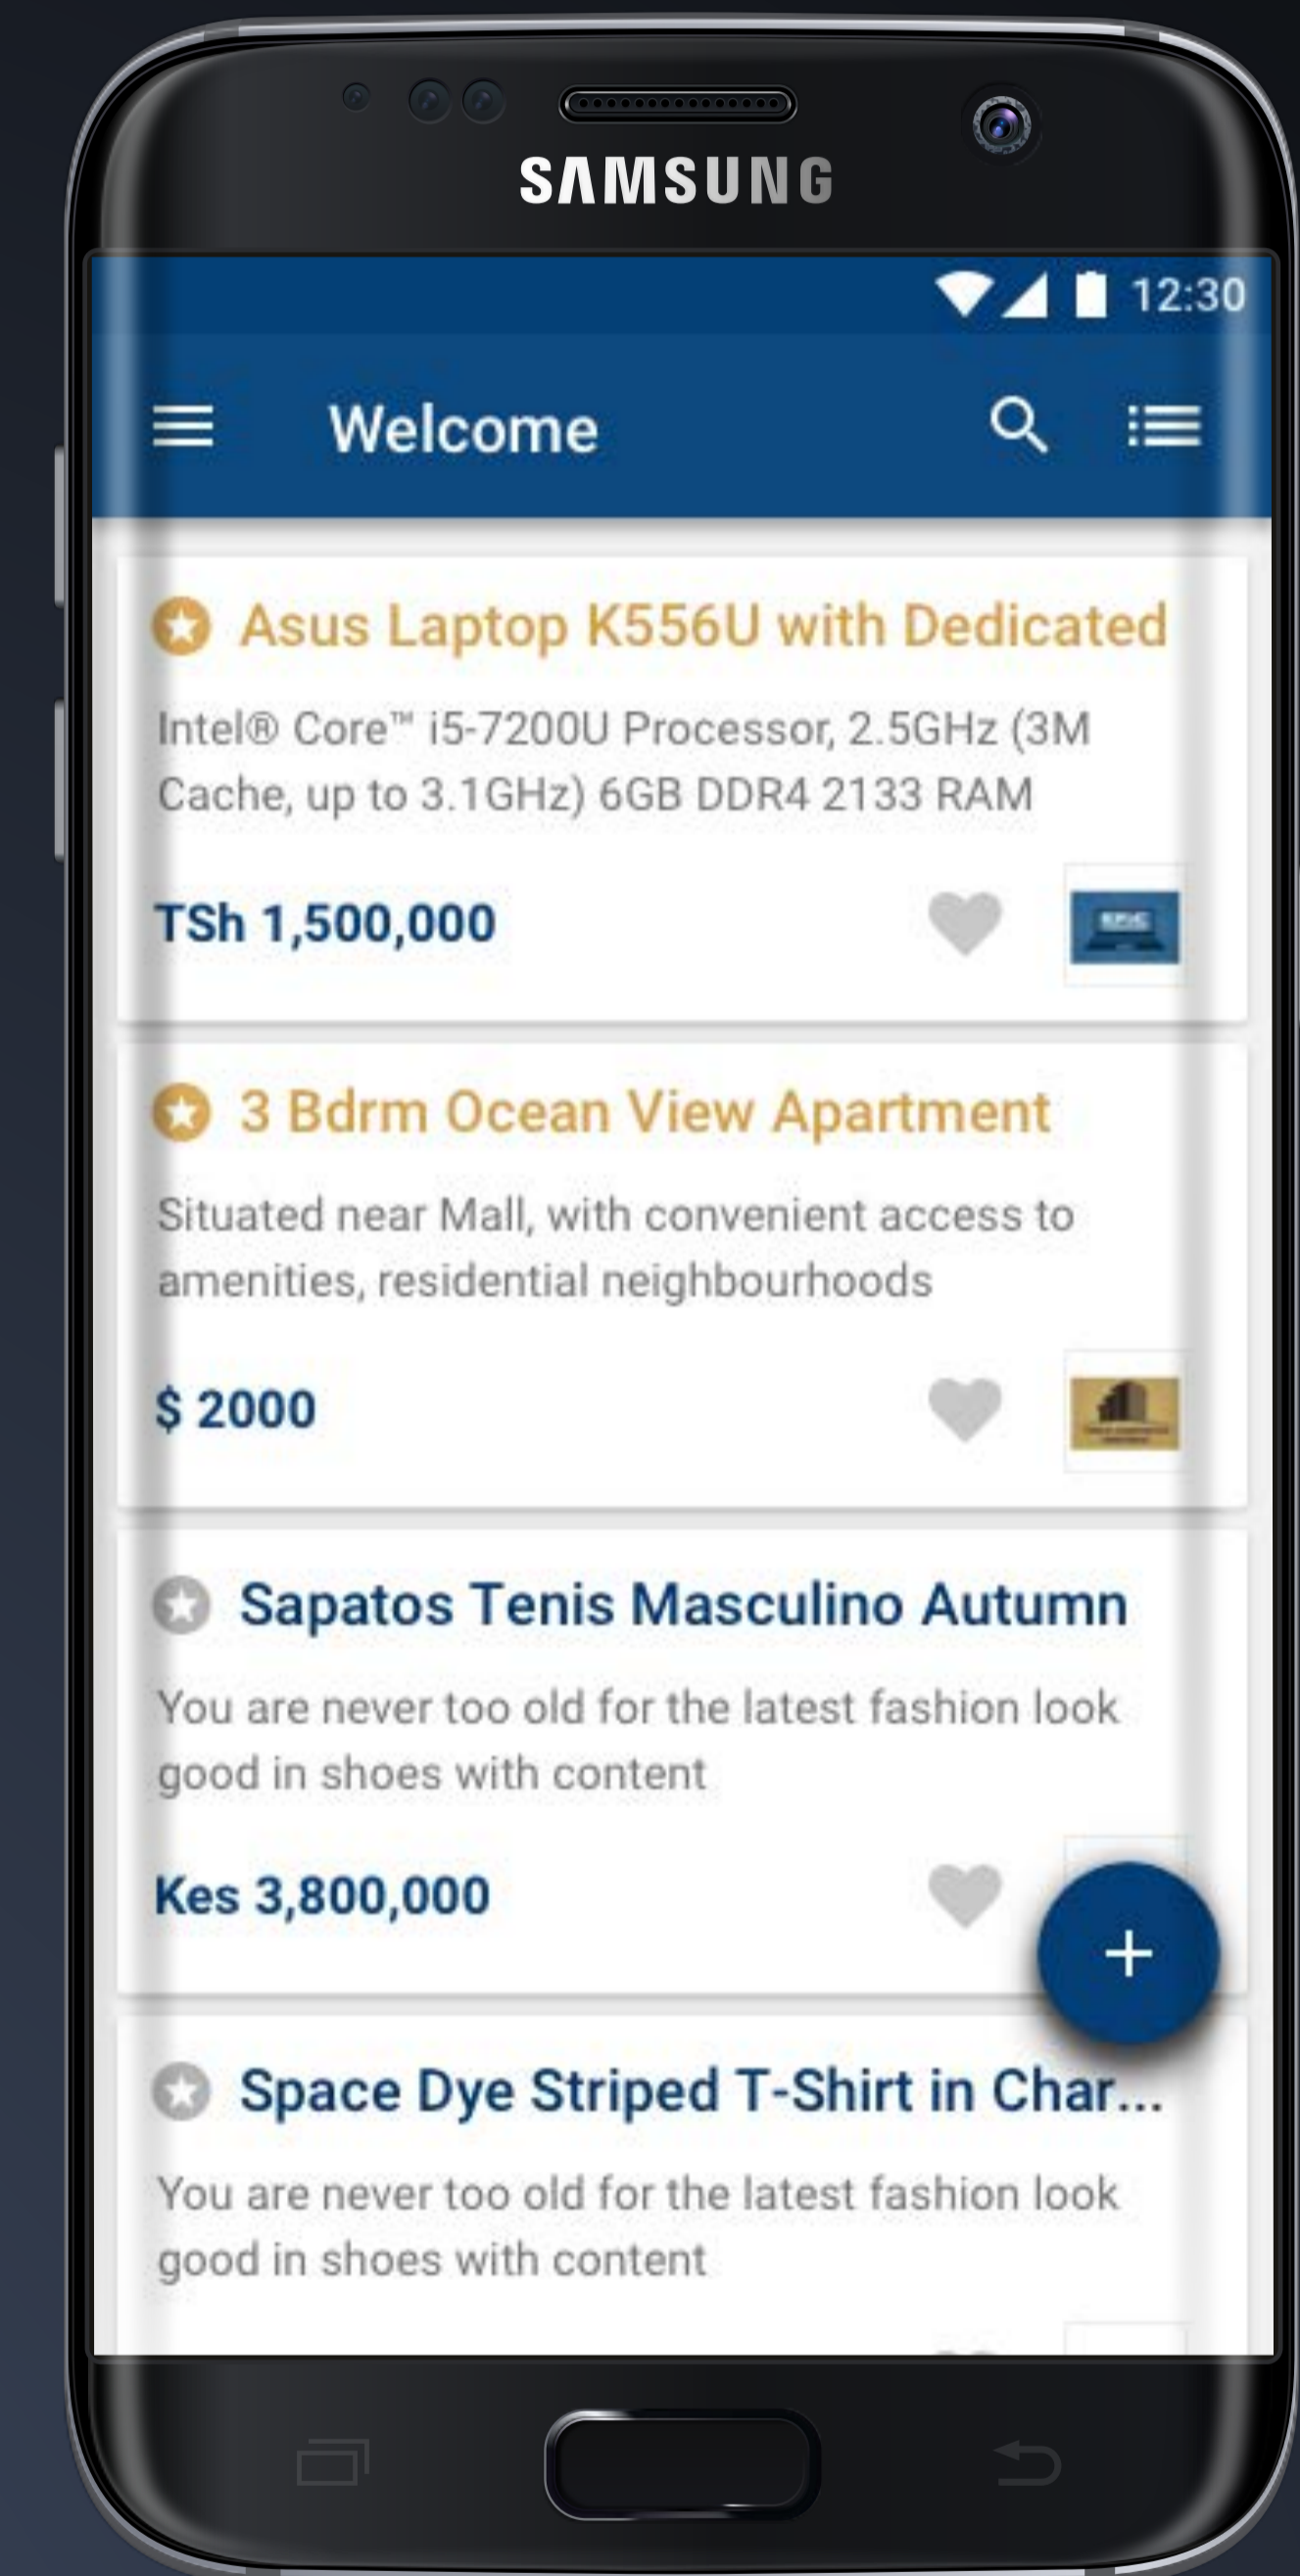 SAMSUNG
12:30
Welcome
Asus Laptop K556U with Dedicated
Intel® Core™ i5-7200U Processor, 2.5GHz (3M
Cache, up to 3.1GHz) 6GB DDR4 2133 RAM
TSh 1,500,000
EPIC
3 Bdrm Ocean View Apartment
Situated near Mall, with convenient access to
amenities, residential neighbourhoods
$ 2000
Sapatos Tenis Masculino Autumn
You are never too old for the latest fashion look
good in shoes with content
Kes 3,800,000
+
Space Dye Striped T-Shirt in Char...
You are never too old for the latest fashion look
good in shoes with content